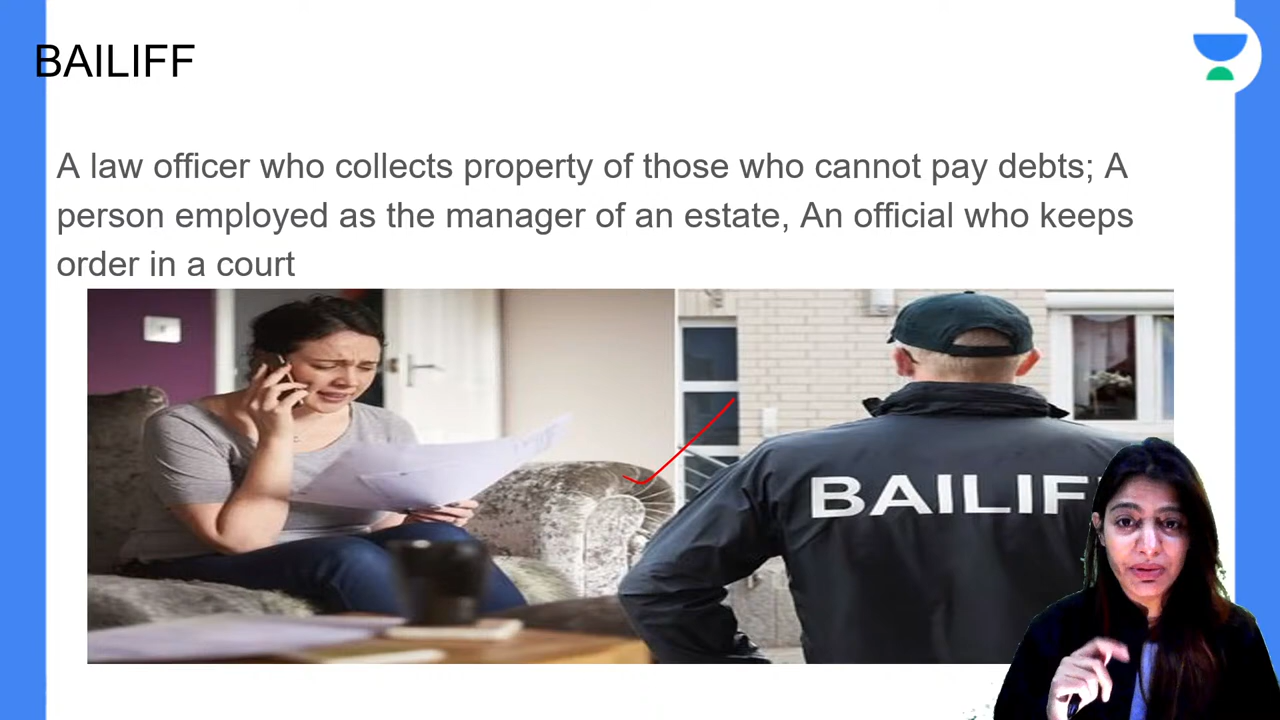 BAILIFF
A law officer who collects property of those who cannot pay debts; A
person employed as the manager of an estate, An official who keeps
order in a court
BAILIF